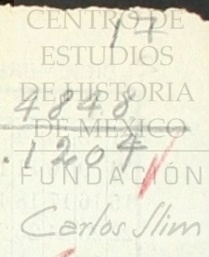 CENTRO DE
17
ESTUDIOS
DE HISTORIA
4848
DE MEXICO
.1204
FUNDACIÓN
Carlos Slim